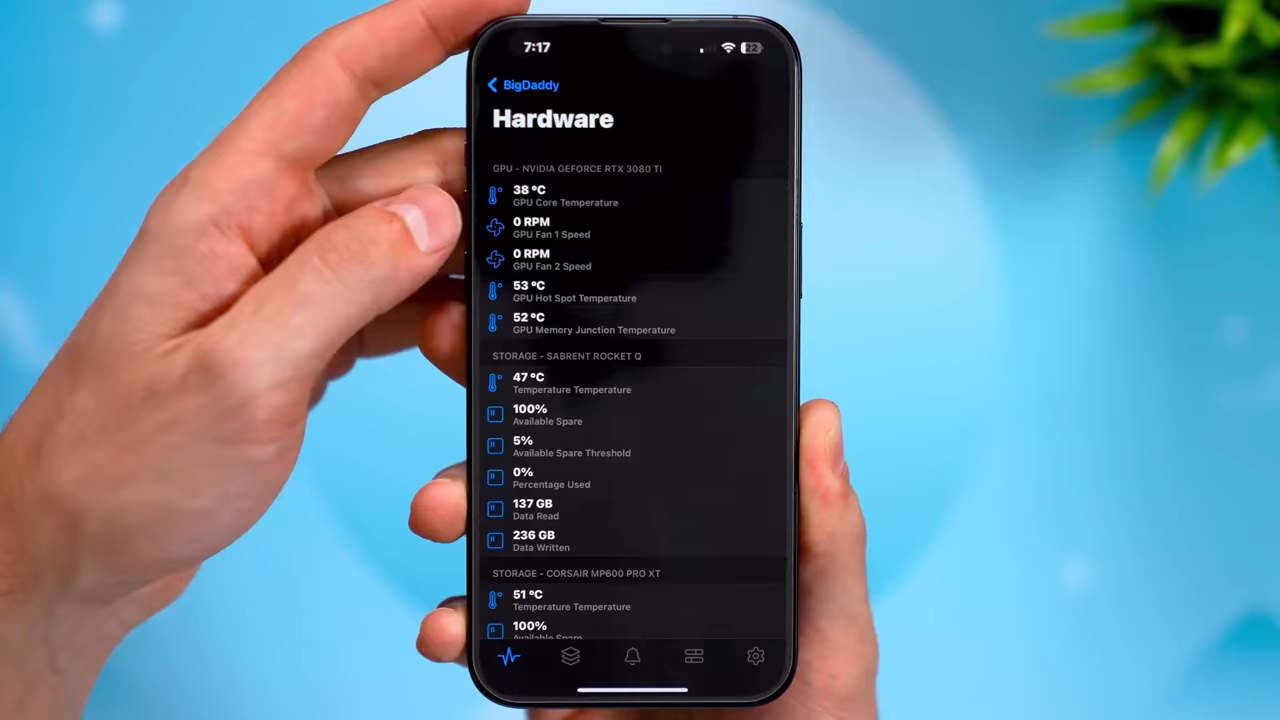 7:17
22
BigDaddy
Hardware
GPU - NVIDIA GEFORCE RTX 3080 TI
38 ºC
GPU Core Temperature
0 RPM
GPU Fan 1 Speed
0 RPM
GPU Fan 2 Speed
53 ºC
GPU Hot Spot Temperature
52 ºC
GPU Memory Junction Temperature
STORAGE - SABRENT ROCKET Q
47 ºC
Temperature Temperature
100%
Available Spare
5%
Available Spare Threshold
0%
Percentage Used
137 GB
Data Read
236 GB
Data Written
STORAGE - CORSAIR MP600 PRO XT
51 ºC
Temperature Temperature
100%
Available Spare